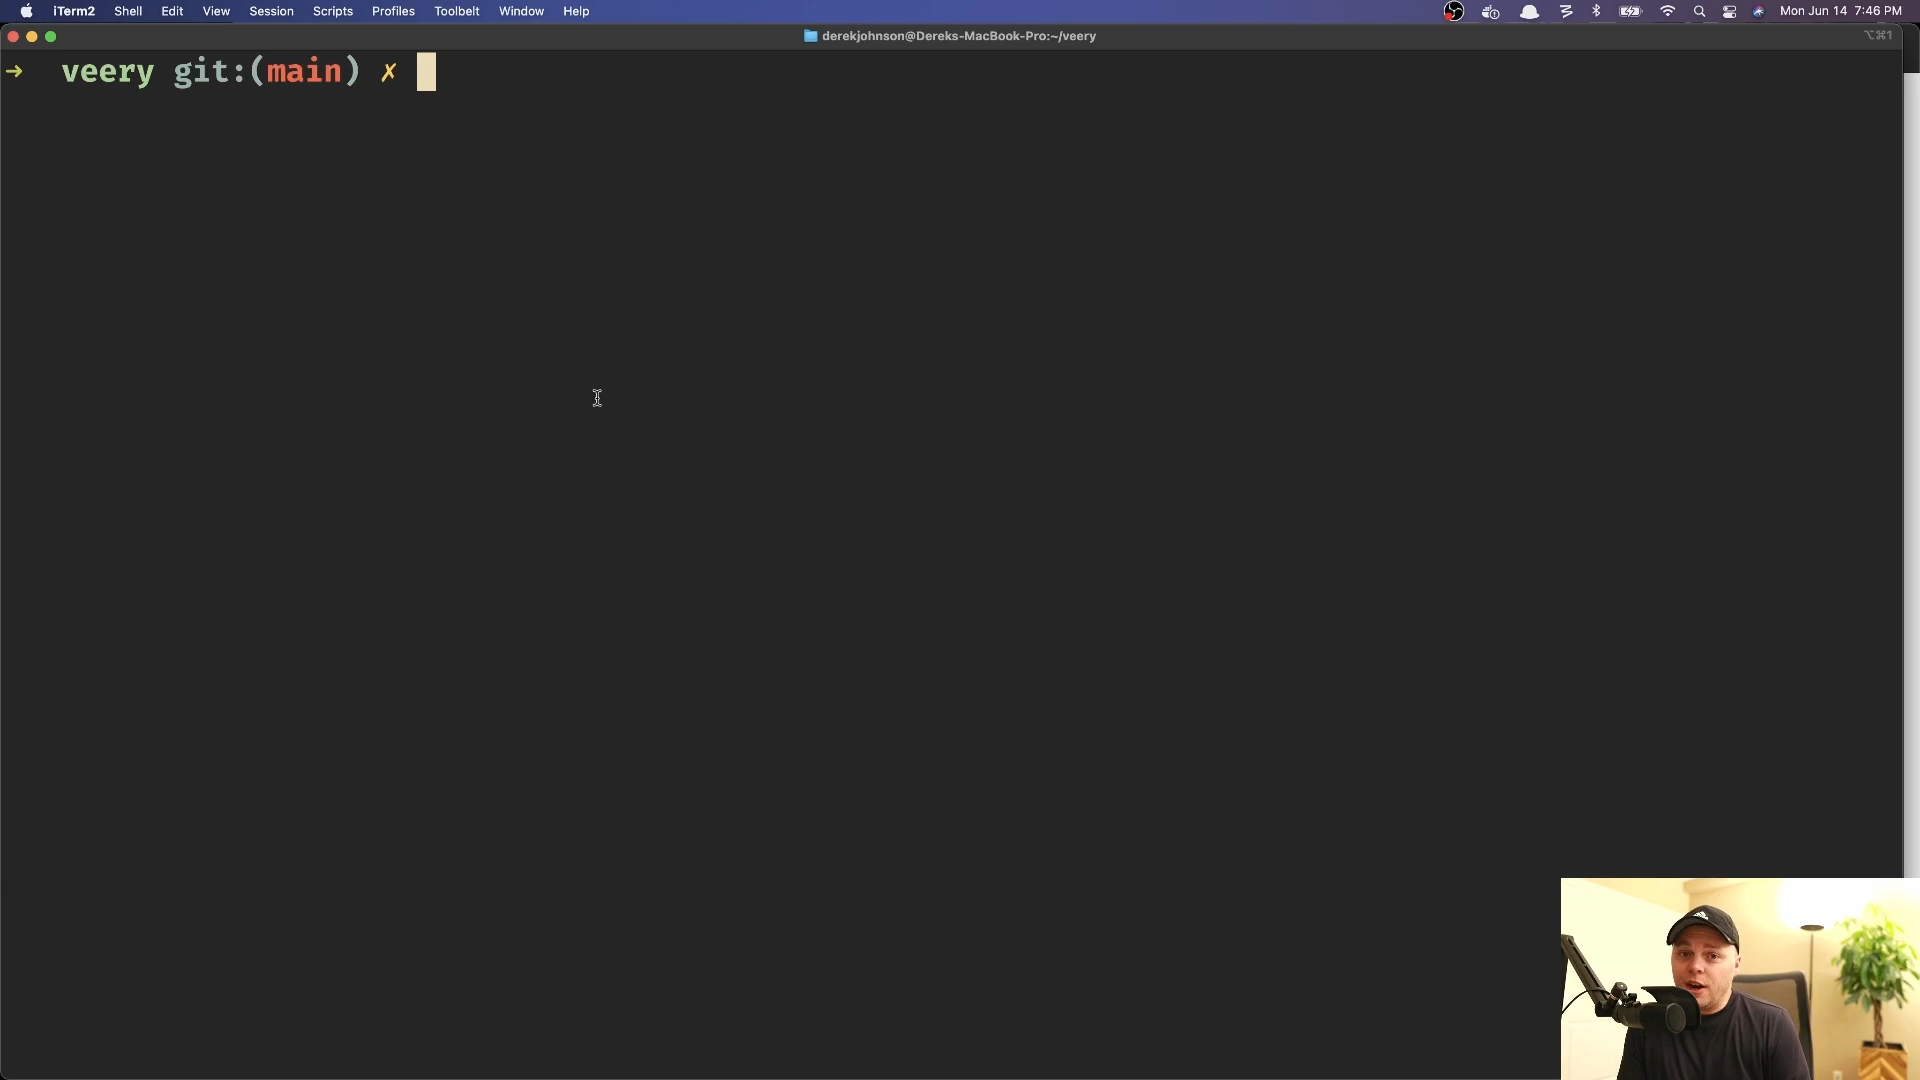 iTerm2 Shell Edit View Session Scripts Profiles Toolbelt Window Help Mon Jun 14 7:46 PM
derekjohnson@Dereks-MacBook-Pro:~/veery ⌥⌘1
→ veery git:(main) ✗